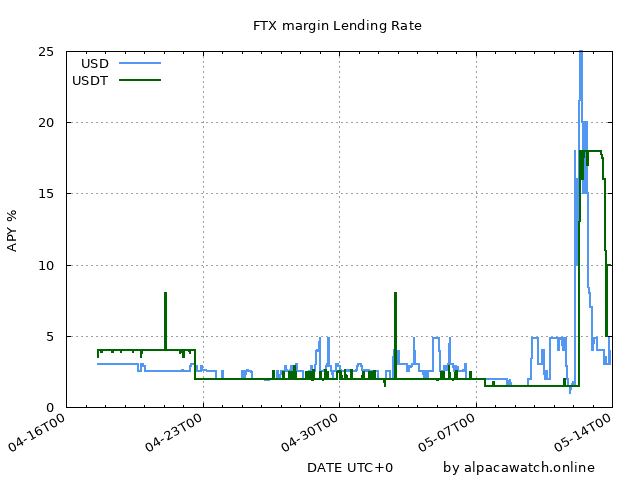 FTX margin Lending Rate
USD
USDT
25
20
15
10
5
0
APY %
04-16T00
04-23T00
04-30T00
05-07T00
05-14T00
DATE UTC+0
by alpacawatch.online